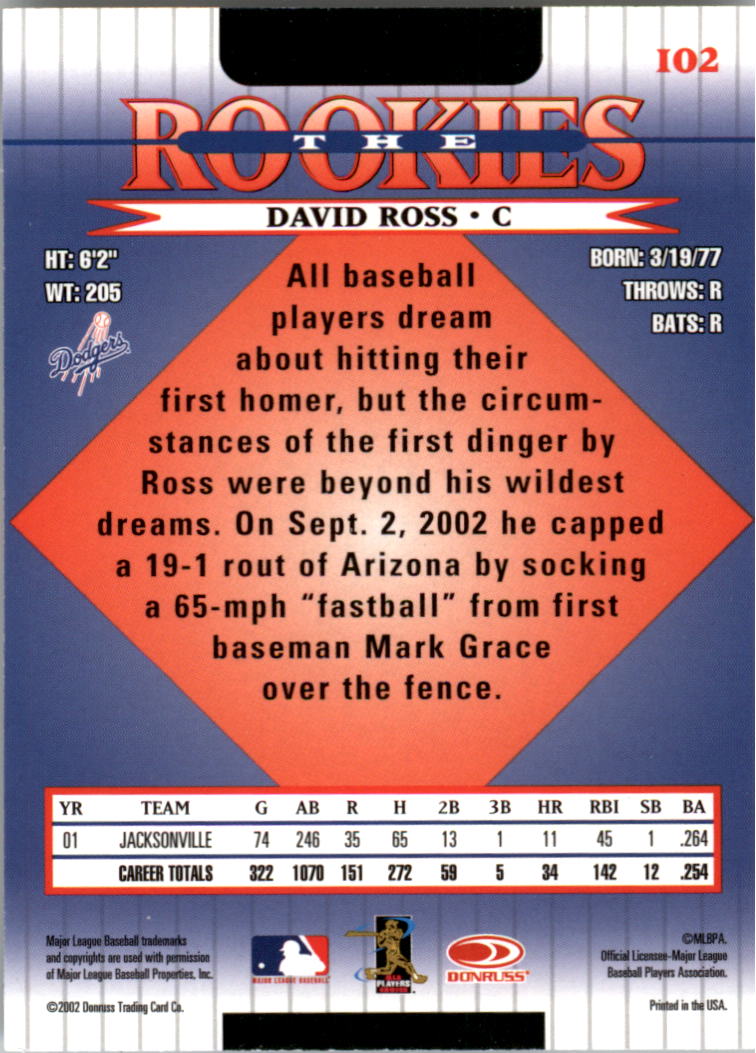 102
ROOKIES
THE
DAVID ROSS • C
HT: 6'2"
WT: 205
Dodgers
BORN: 3/19/77
THROWS: R
BATS: R
All baseball
players dream
about hitting their
first homer, but the circum-
stances of the first dinger by
Ross were beyond his wildest
dreams. On Sept. 2, 2002 he capped
a 19-1 rout of Arizona by socking
a 65-mph “fastball” from first
baseman Mark Grace
over the fence.
YR TEAM G AB R H 2B 3B HR RBI SB BA
01 JACKSONVILLE 74 246 35 65 13 1 11 45 1 .264
CAREER TOTALS 322 1070 151 272 59 5 34 142 12 .254
Major League Baseball trademarks
and copyrights are used with permission
of Major League Baseball Properties, Inc.
©2002 Donruss Trading Card Co.
MAJOR LEAGUE BASEBALL
PLAYERS
CHOICE
DONRUSS
©MLBPA.
Official Licensee-Major League
Baseball Players Association.
Printed in the USA.